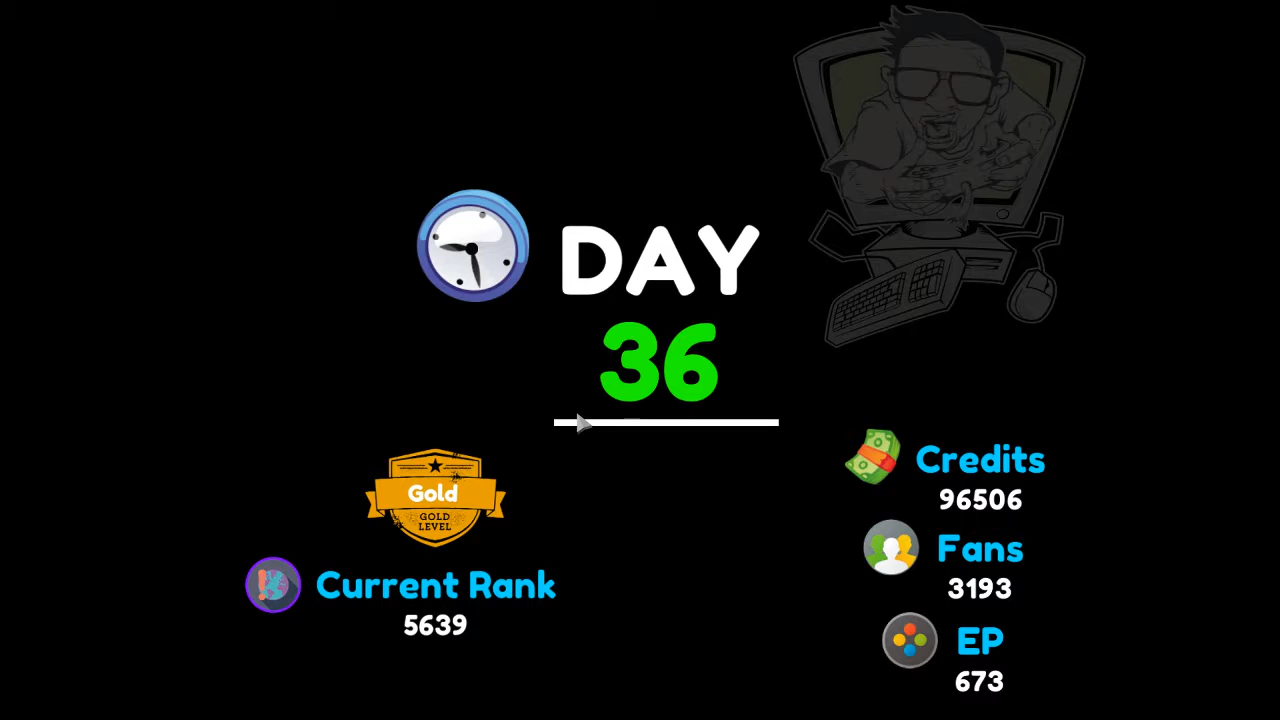 DAY
36
Gold
GOLD
LEVEL
Current Rank
5639
Credits
96506
Fans
3193
EP
673